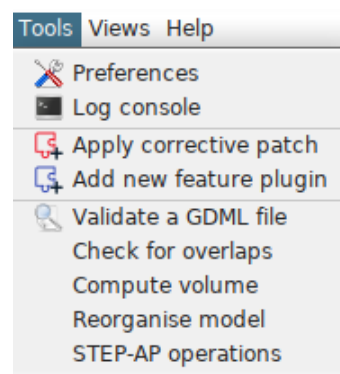 Tools Views Help
Preferences
Log console
Apply corrective patch
Add new feature plugin
Validate a GDML file
Check for overlaps
Compute volume
Reorganise model
STEP-AP operations